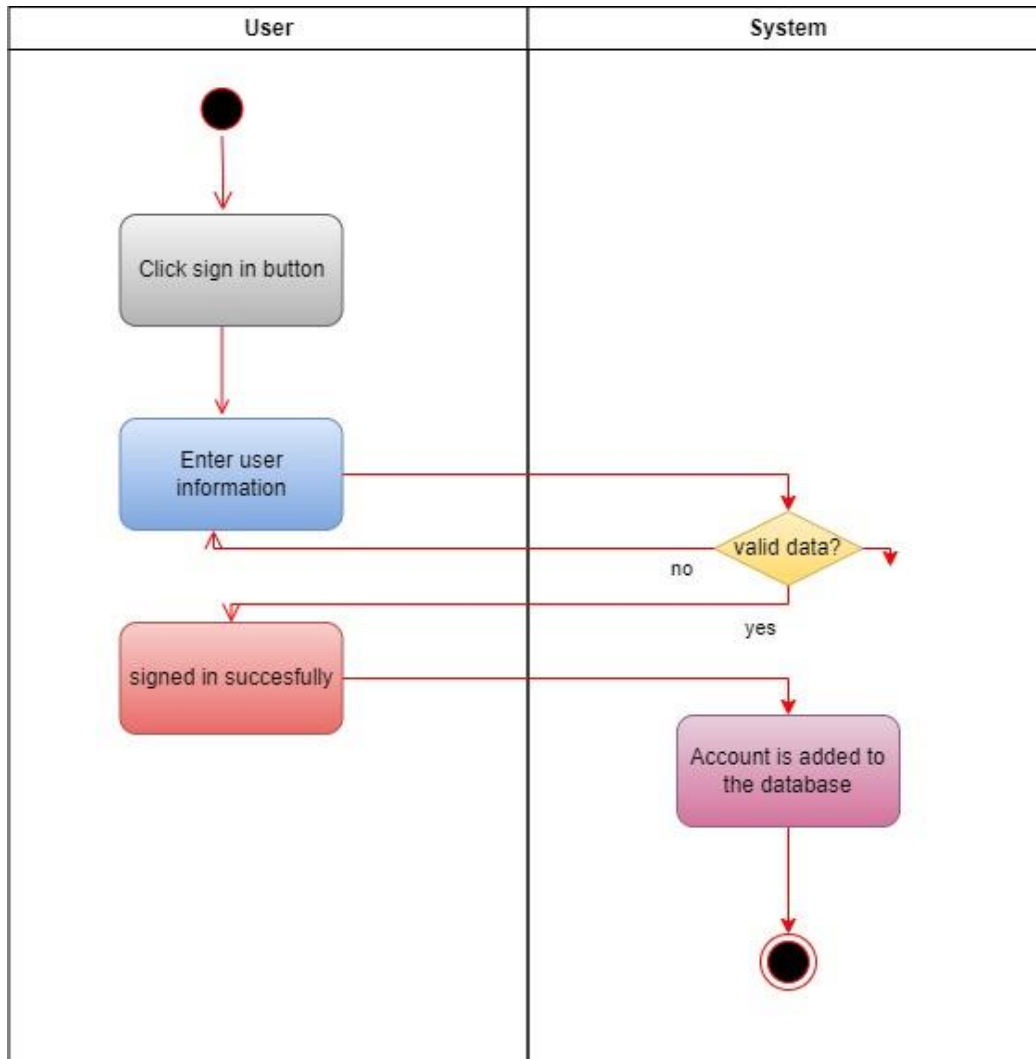 User
System
Click sign in button
Enter user
information
valid data?
no
yes
signed in succesfully
Account is added to
the database